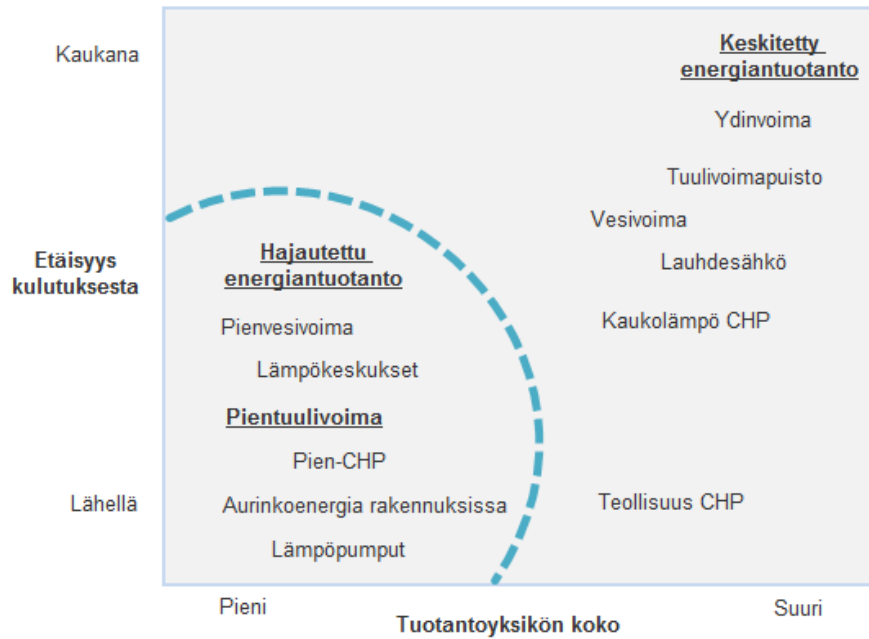 Kaukana
Keskitetty
energiantuotanto
Ydinvoima
Tuulivoimapuisto
Vesivoima
Lauhdesähkö
Kaukolämpö CHP
Teollisuus CHP
Etäisyys
kulutuksesta
Hajautettu
energiantuotanto
Pienvesivoima
Lämpökeskukset
Pientuulivoima
Pien-CHP
Aurinkoenergia rakennuksissa
Lämpöpumput
Lähellä
Pieni
Tuotantoyksikön koko
Suuri